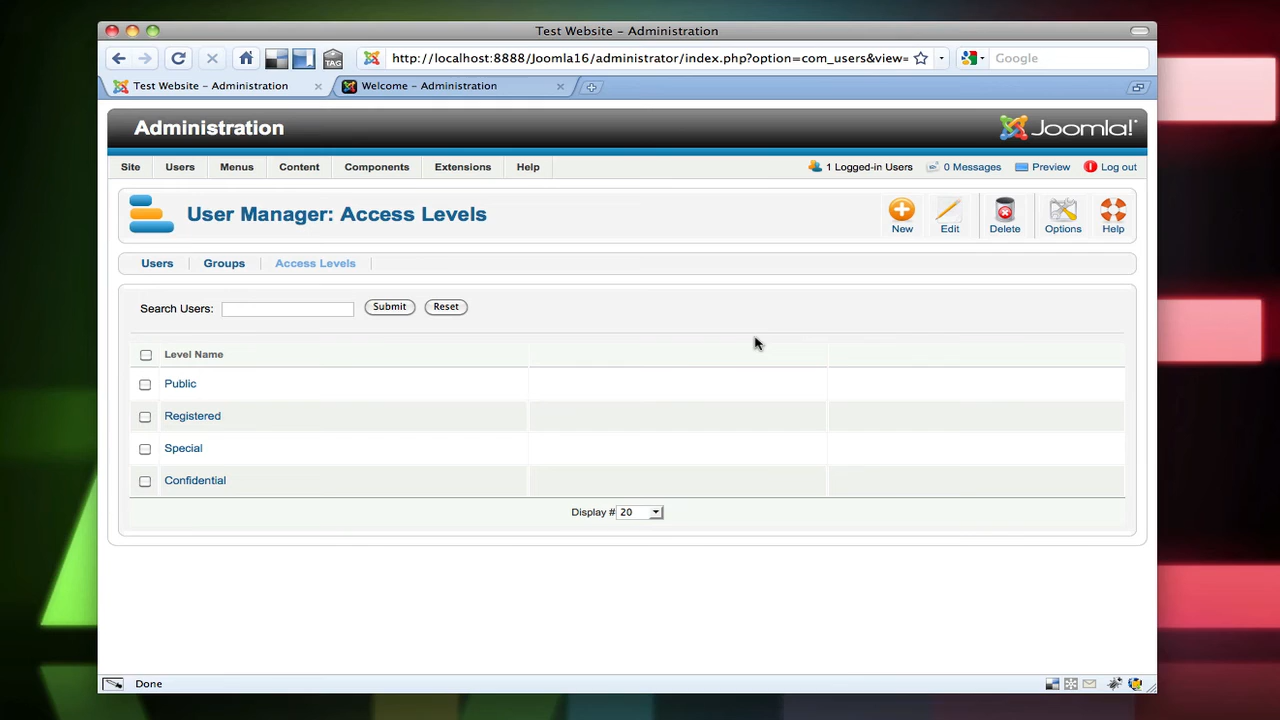 Test Website – Administration
TAG
http://localhost:8888/Joomla16/administrator/index.php?option=com_users&view=
Google
Test Website – Administration
Welcome – Administration
Administration
Joomla!
Site Users Menus Content Components Extensions Help 1 Logged-in Users 0 Messages Preview Log out
User Manager: Access Levels
New Edit Delete Options Help
Users Groups Access Levels
Search Users: Submit Reset
Level Name
Public
Registered
Special
Confidential
Display # 20
Done